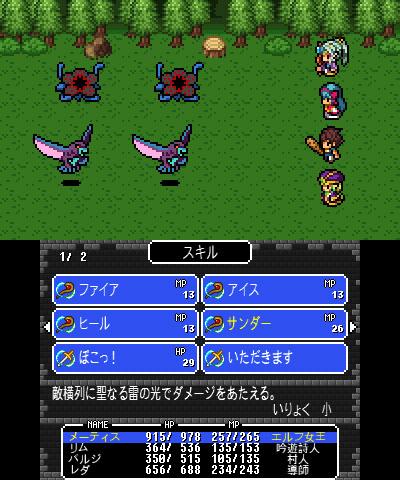 1/ 2
スキル
ファイア MP 13
アイス MP 13
ヒール MP 13
サンダー MP 26
ぼこっ! HP 29
いただきます
敵横列に聖なる雷の光でダメージをあたえる。
いりょく 小
NAME HP MP
メーティス 915/ 978 257/265 エルフ女王
リム 364/ 536 135/153 吟遊詩人
バルジ 350/ 515 105/135 村人
レダ 656/ 688 234/243 導師